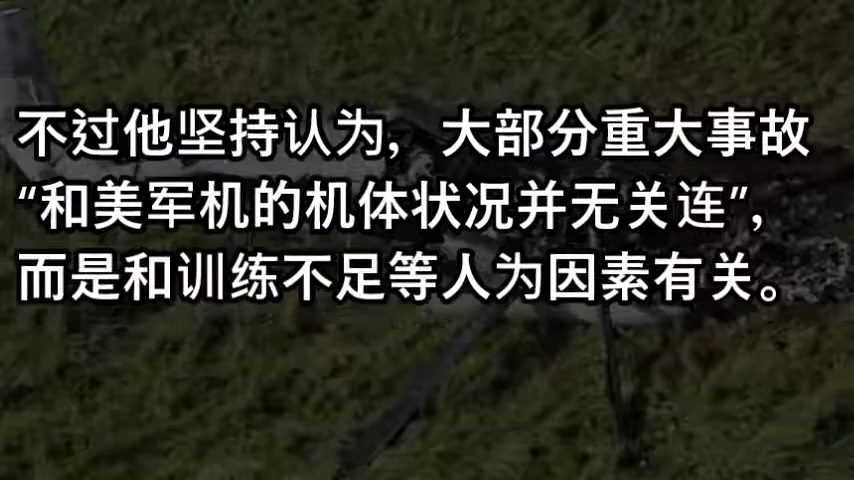 不过他坚持认为，大部分重大事故
“和美军机的机体状况并无关连”，
而是和训练不足等人为因素有关。